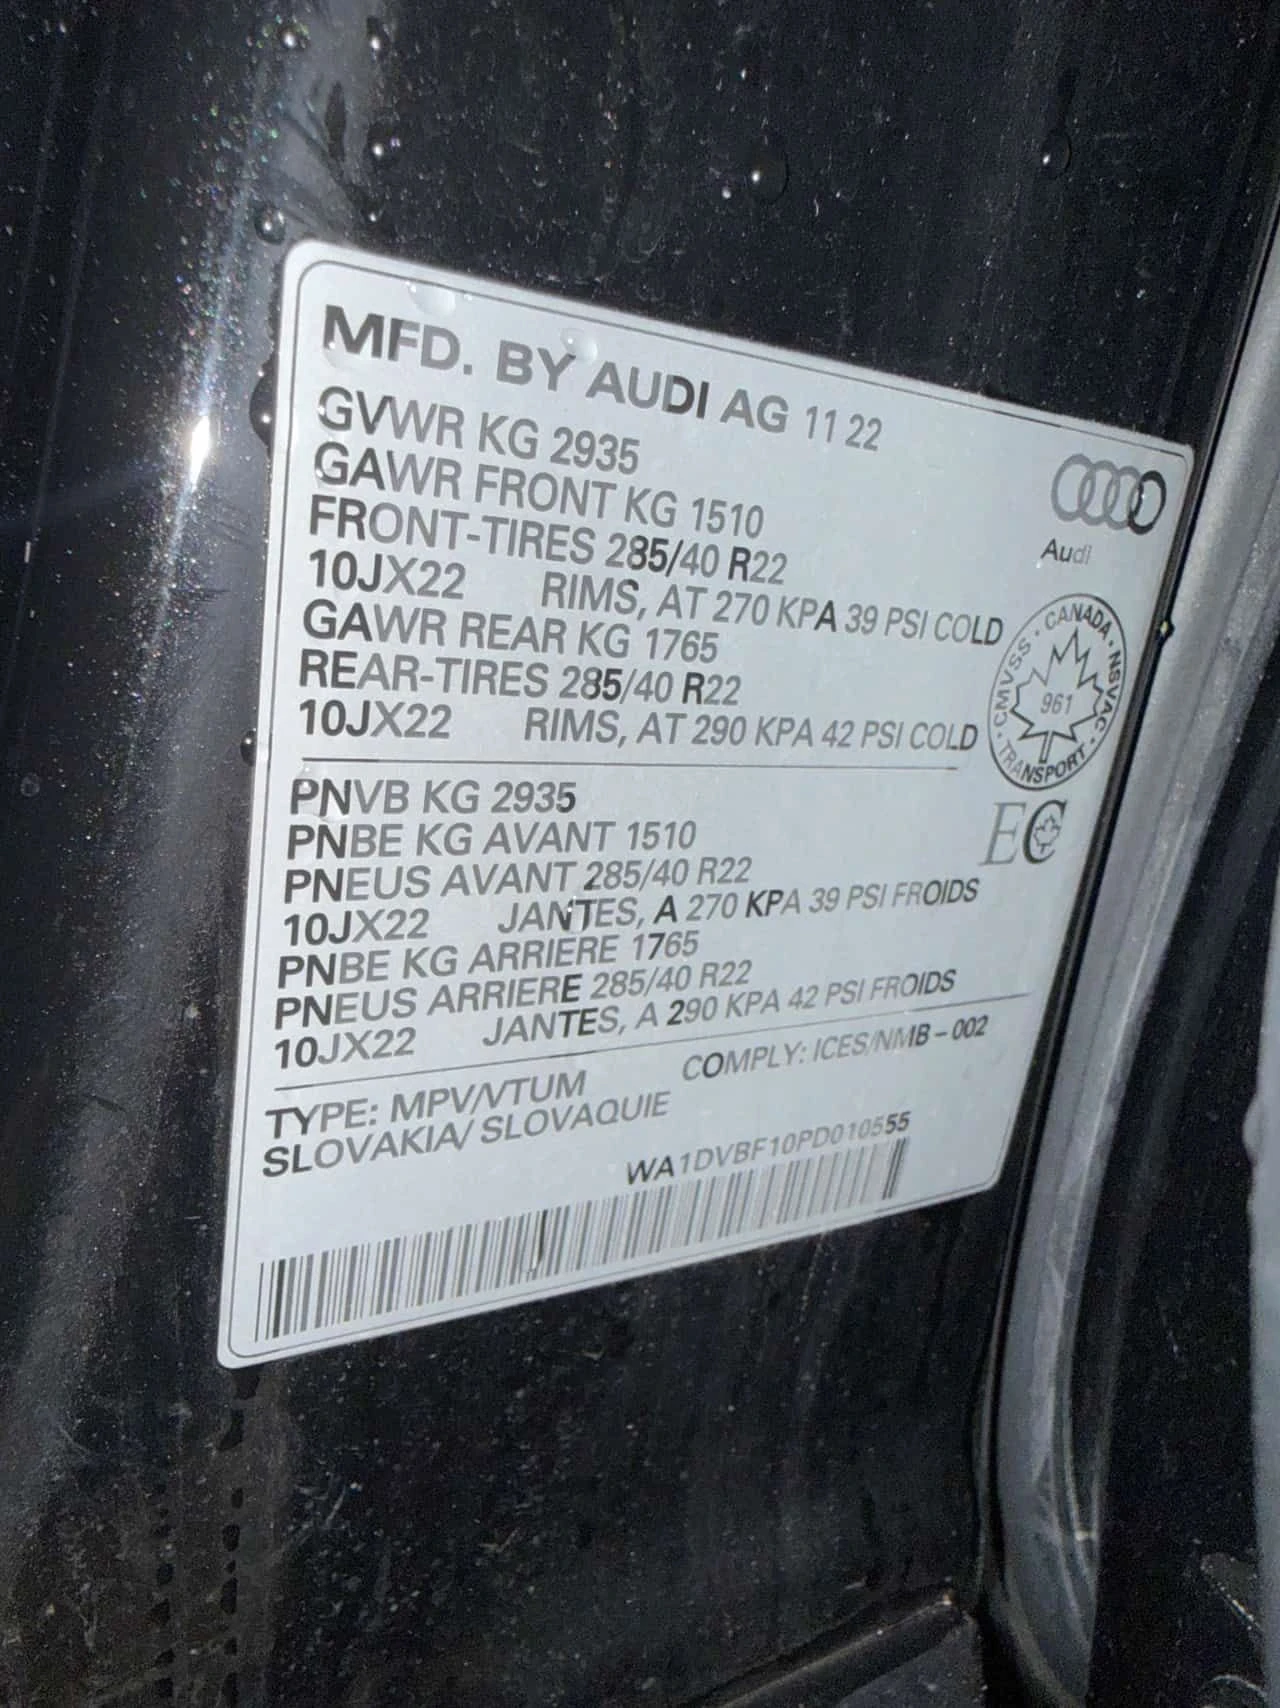 MFD. BY AUDI AG 11 22
GVWR KG 2935
GAWR FRONT KG 1510
FRONT-TIRES 285/40 R22
10JX22 RIMS, AT 270 KPA 39 PSI COLD
GAWR REAR KG 1765
REAR-TIRES 285/40 R22
10JX22 RIMS, AT 290 KPA 42 PSI COLD
Audi
CMVSS · CANADA · NSVAC · TRANSPORT ·
961
PNVB KG 2935
PNBE KG AVANT 1510
PNEUS AVANT 285/40 R22
10JX22 JANTES, A 270 KPA 39 PSI FROIDS
PNBE KG ARRIERE 1765
PNEUS ARRIERE 285/40 R22
10JX22 JANTES, A 290 KPA 42 PSI FROIDS
EC
TYPE: MPV/VTUM COMPLY: ICES/NMB-002
SLOVAKIA/ SLOVAQUIE
WA1DVBF10PD010555